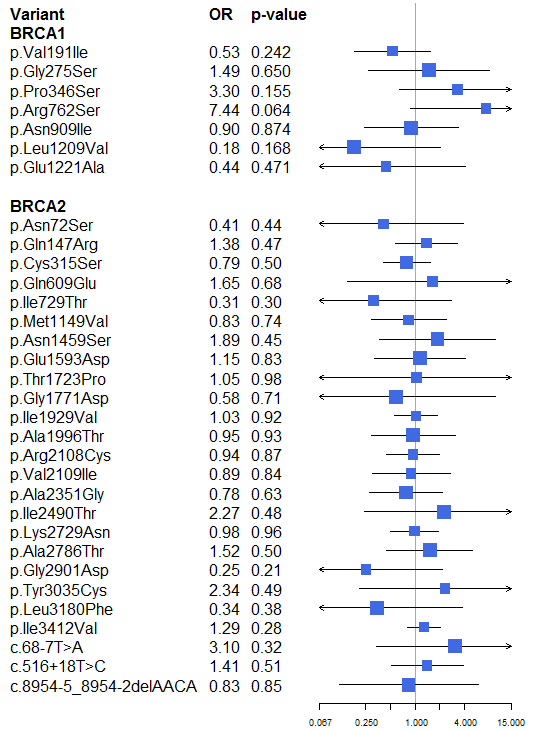 Variant OR p-value
BRCA1
p.Val191Ile 0.53 0.242
p.Gly275Ser 1.49 0.650
p.Pro346Ser 3.30 0.155
p.Arg762Ser 7.44 0.064
p.Asn909Ile 0.90 0.874
p.Leu1209Val 0.18 0.168
p.Glu1221Ala 0.44 0.471
BRCA2
p.Asn72Ser 0.41 0.44
p.Gln147Arg 1.38 0.47
p.Cys315Ser 0.79 0.50
p.Gln609Glu 1.65 0.68
p.Ile729Thr 0.31 0.30
p.Met1149Val 0.83 0.74
p.Asn1459Ser 1.89 0.45
p.Glu1593Asp 1.15 0.83
p.Thr1723Pro 1.05 0.98
p.Gly1771Asp 0.58 0.71
p.Ile1929Val 1.03 0.92
p.Ala1996Thr 0.95 0.93
p.Arg2108Cys 0.94 0.87
p.Val2109Ile 0.89 0.84
p.Ala2351Gly 0.78 0.63
p.Ile2490Thr 2.27 0.48
p.Lys2729Asn 0.98 0.96
p.Ala2786Thr 1.52 0.50
p.Gly2901Asp 0.25 0.21
p.Tyr3035Cys 2.34 0.49
p.Leu3180Phe 0.34 0.38
p.Ile3412Val 1.29 0.28
c.68-7T>A 3.10 0.32
c.516+18T>C 1.41 0.51
c.8954-5_8954-2delAACA 0.83 0.85
0.067 0.250 1.000 4.000 15.000